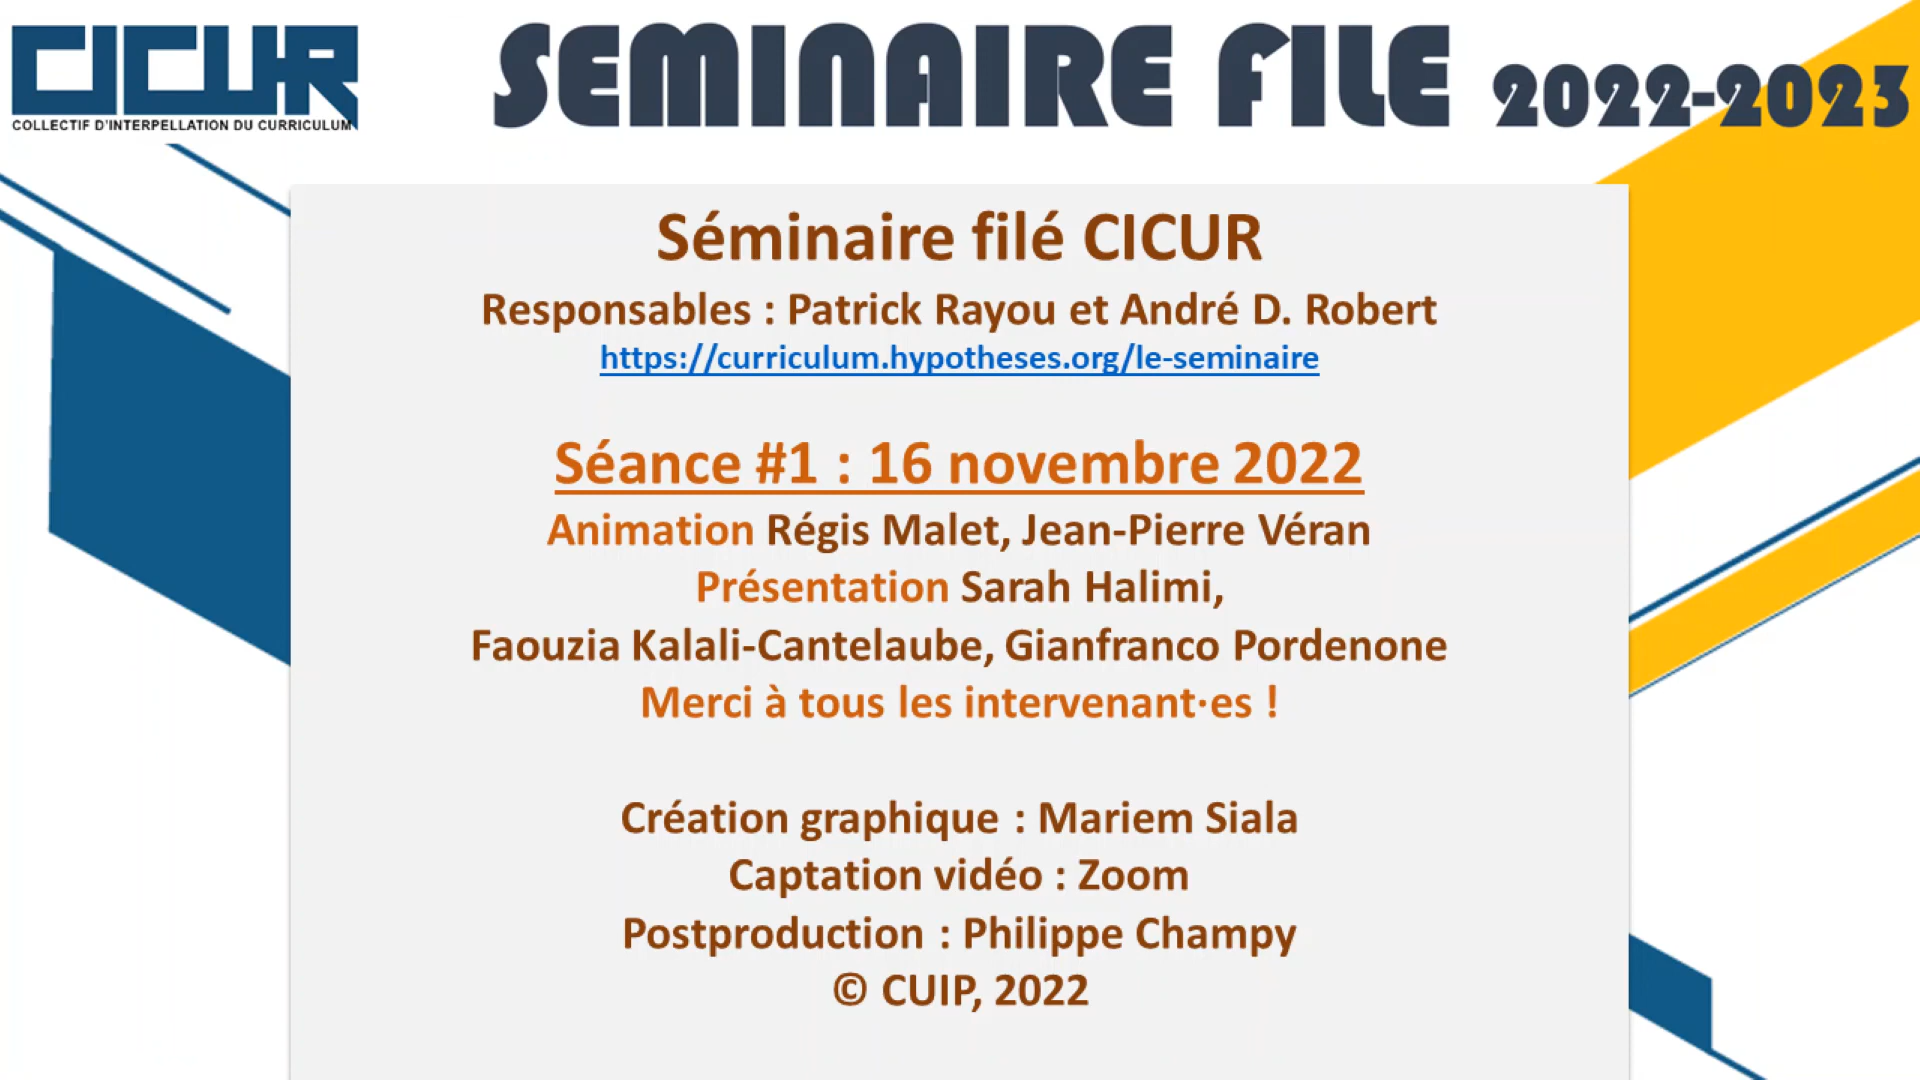 CICUR
COLLECTIF D'INTERPELLATION DU CURRICULUM
SEMINAIRE FILE 2022-2023
Séminaire filé CICUR
Responsables : Patrick Rayou et André D. Robert
https://curriculum.hypotheses.org/le-seminaire
Séance #1 : 16 novembre 2022
Animation Régis Malet, Jean-Pierre Véran
Présentation Sarah Halimi,
Faouzia Kalali-Cantelaube, Gianfranco Pordenone
Merci à tous les intervenant·es !
Création graphique : Mariem Siala
Captation vidéo : Zoom
Postproduction : Philippe Champy
© CUIP, 2022